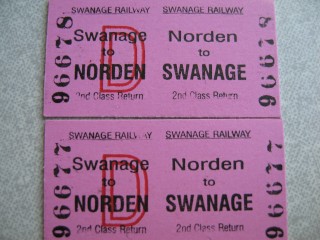 SWANAGE RAILWAY SWANAGE RAILWAY
Swanage Norden
to to
NORDEN SWANAGE
2nd Class Return 2nd Class Return
D
96678 96678
SWANAGE RAILWAY SWANAGE RAILWAY
Swanage Norden
to to
NORDEN SWANAGE
2nd Class Return 2nd Class Return
D
96677 96677